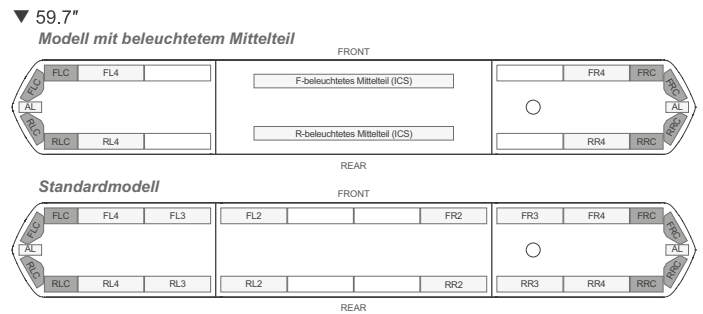 ▼ 59.7"
Modell mit beleuchtetem Mittelteil
FRONT
FLC FL4 FR4 FRC
FLC FRC
F-beleuchtetes Mittelteil (ICS)
AL AL
RLC RRC
R-beleuchtetes Mittelteil (ICS)
RLC RL4 RR4 RRC
REAR
Standardmodell
FRONT
FLC FL4 FL3 FL2 FR2 FR3 FR4 FRC
FLC FRC
AL AL
RLC RRC
RLC RL4 RL3 RL2 RR2 RR3 RR4 RRC
REAR